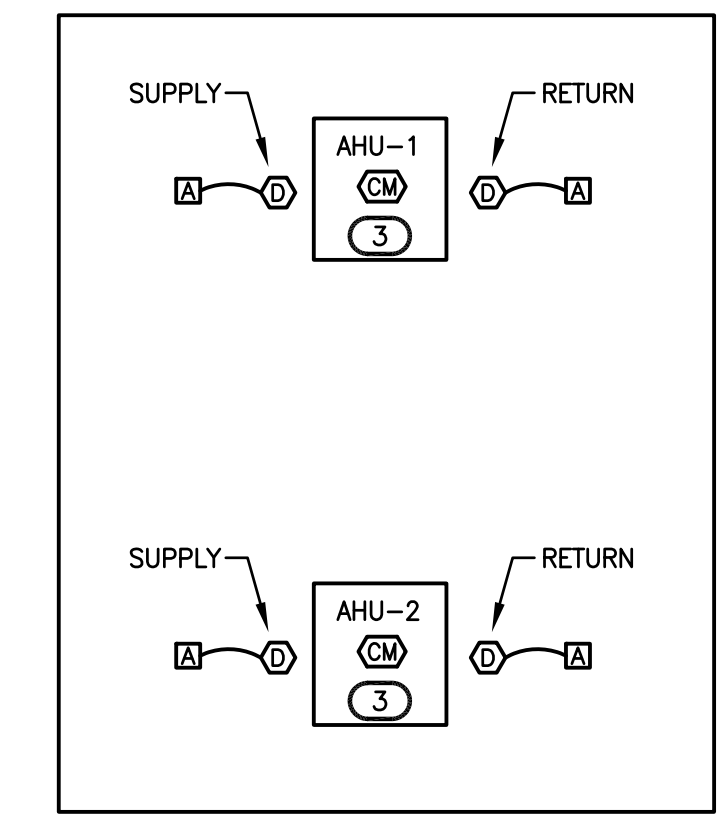 SUPPLY RETURN
AHU-1
A D CM D A
3
SUPPLY RETURN
AHU-2
A D CM D A
3